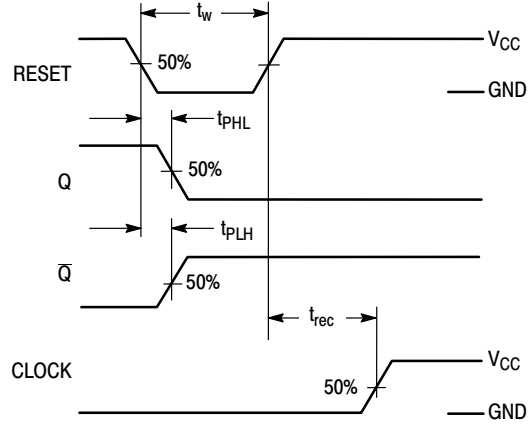 t_w
V_CC
RESET
50%
GND
t_PHL
Q
50%
t_PLH
Q̅
50%
t_rec
CLOCK
V_CC
50%
GND